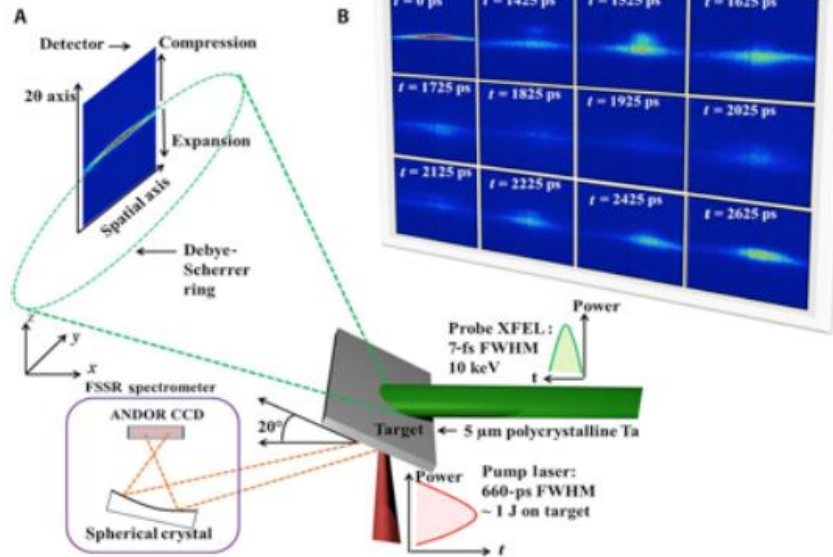 A
Detector →
Compression
2θ axis
Expansion
Spatial axis
Debye-
Scherrer
ring
z
y
x
B
t = 0 ps
t = 1425 ps
t = 1525 ps
t = 1625 ps
t = 1725 ps
t = 1825 ps
t = 1925 ps
t = 2025 ps
t = 2125 ps
t = 2225 ps
t = 2425 ps
t = 2625 ps
Power
Probe XFEL:
7-fs FWHM
10 keV
t
FSSR spectrometer
ANDOR CCD
Spherical crystal
20°
Target
5 μm polycrystalline Ta
Power
Pump laser:
660-ps FWHM
~ 1 J on target
t